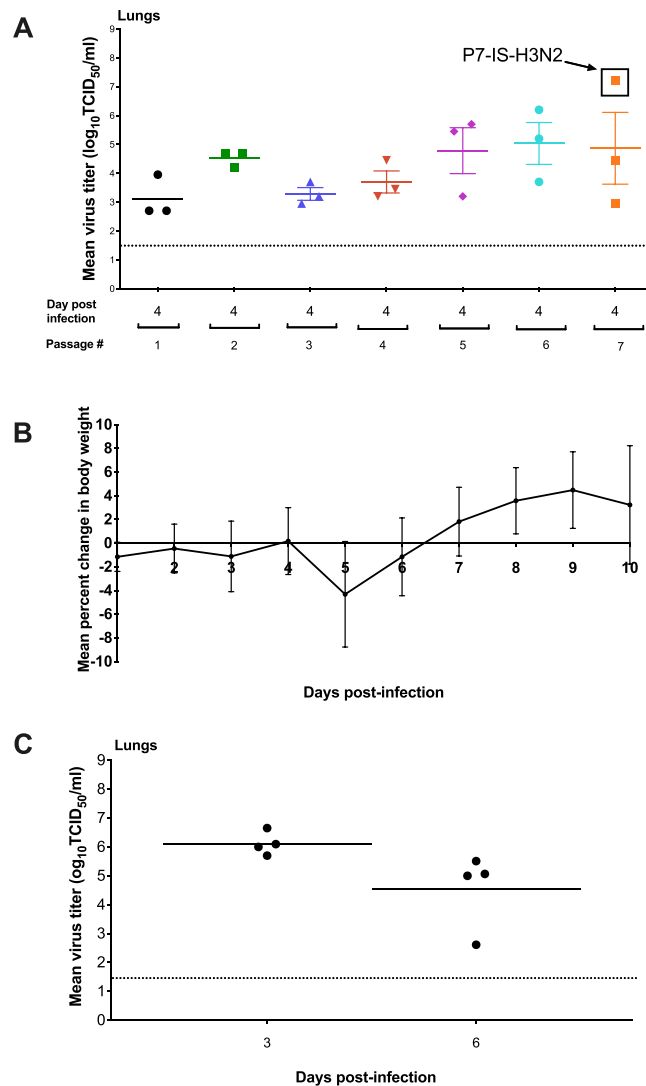 A
Lungs
Mean virus titer (log10TCID50/ml)
9
8
7
6
5
4
3
2
1
0
P7-IS-H3N2
Day post infection
4 4 4 4 4 4 4
Passage #
1 2 3 4 5 6 7
B
Mean percent change in body weight
10
8
6
4
2
0
-2
-4
-6
-8
-10
2 3 4 5 6 7 8 9 10
Days post-infection
C
Lungs
Mean virus titer (og10TCID50/ml)
9
8
7
6
5
4
3
2
1
0
3 6
Days post-infection